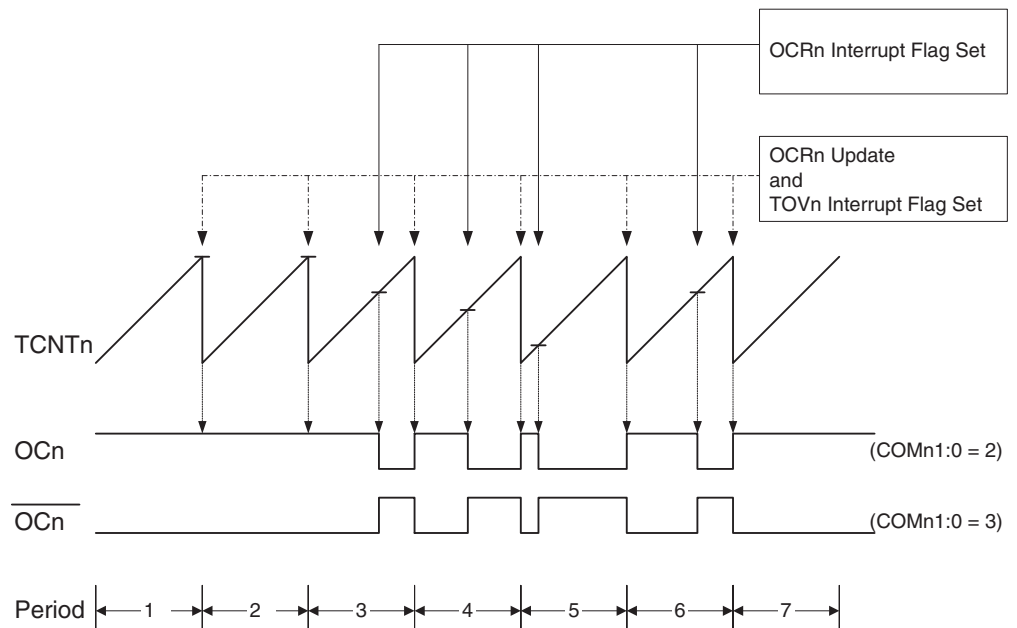 OCRn Interrupt Flag Set
OCRn Update
and
TOVn Interrupt Flag Set
TCNTn
OCn
(COMn1:0 = 2)
OCn
(COMn1:0 = 3)
Period
1
2
3
4
5
6
7